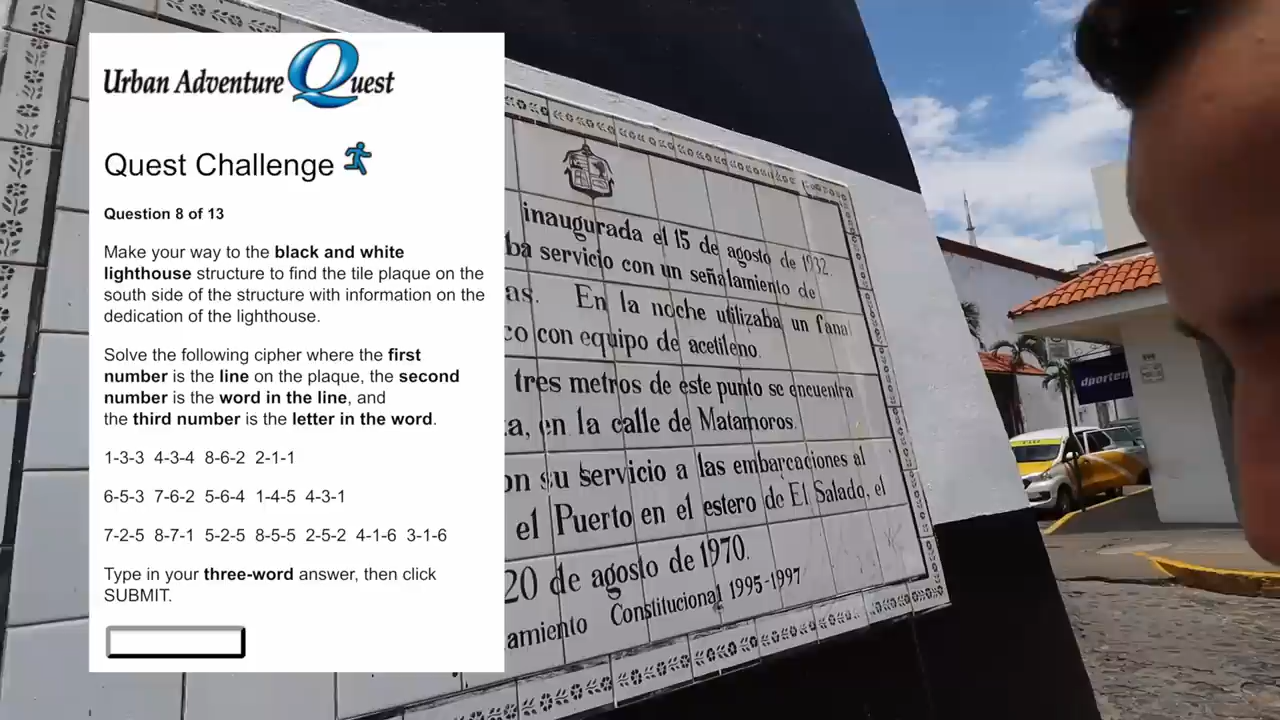 Urban Adventure Quest
Quest Challenge
Question 8 of 13
Make your way to the black and white
lighthouse structure to find the tile plaque on the
south side of the structure with information on the
dedication of the lighthouse.
Solve the following cipher where the first
number is the line on the plaque, the second
number is the word in the line, and
the third number is the letter in the word.
1-3-3 4-3-4 8-6-2 2-1-1
6-5-3 7-6-2 5-6-4 1-4-5 4-3-1
7-2-5 8-7-1 5-2-5 8-5-5 2-5-2 4-1-6 3-1-6
Type in your three-word answer, then click
SUBMIT.
inaugurada el 15 de agosto de 1932.
ba servicio con un señalamiento de
as. En la noche utilizaba un fanal
co con equipo de acetileno.
tres metros de este punto se encuentra
a, en la calle de Matamoros.
on su servicio a las embarcaciones al
el Puerto en el estero de El Salado, el
20 de agosto de 1970.
amiento Constitucional 1995-1997
dporten